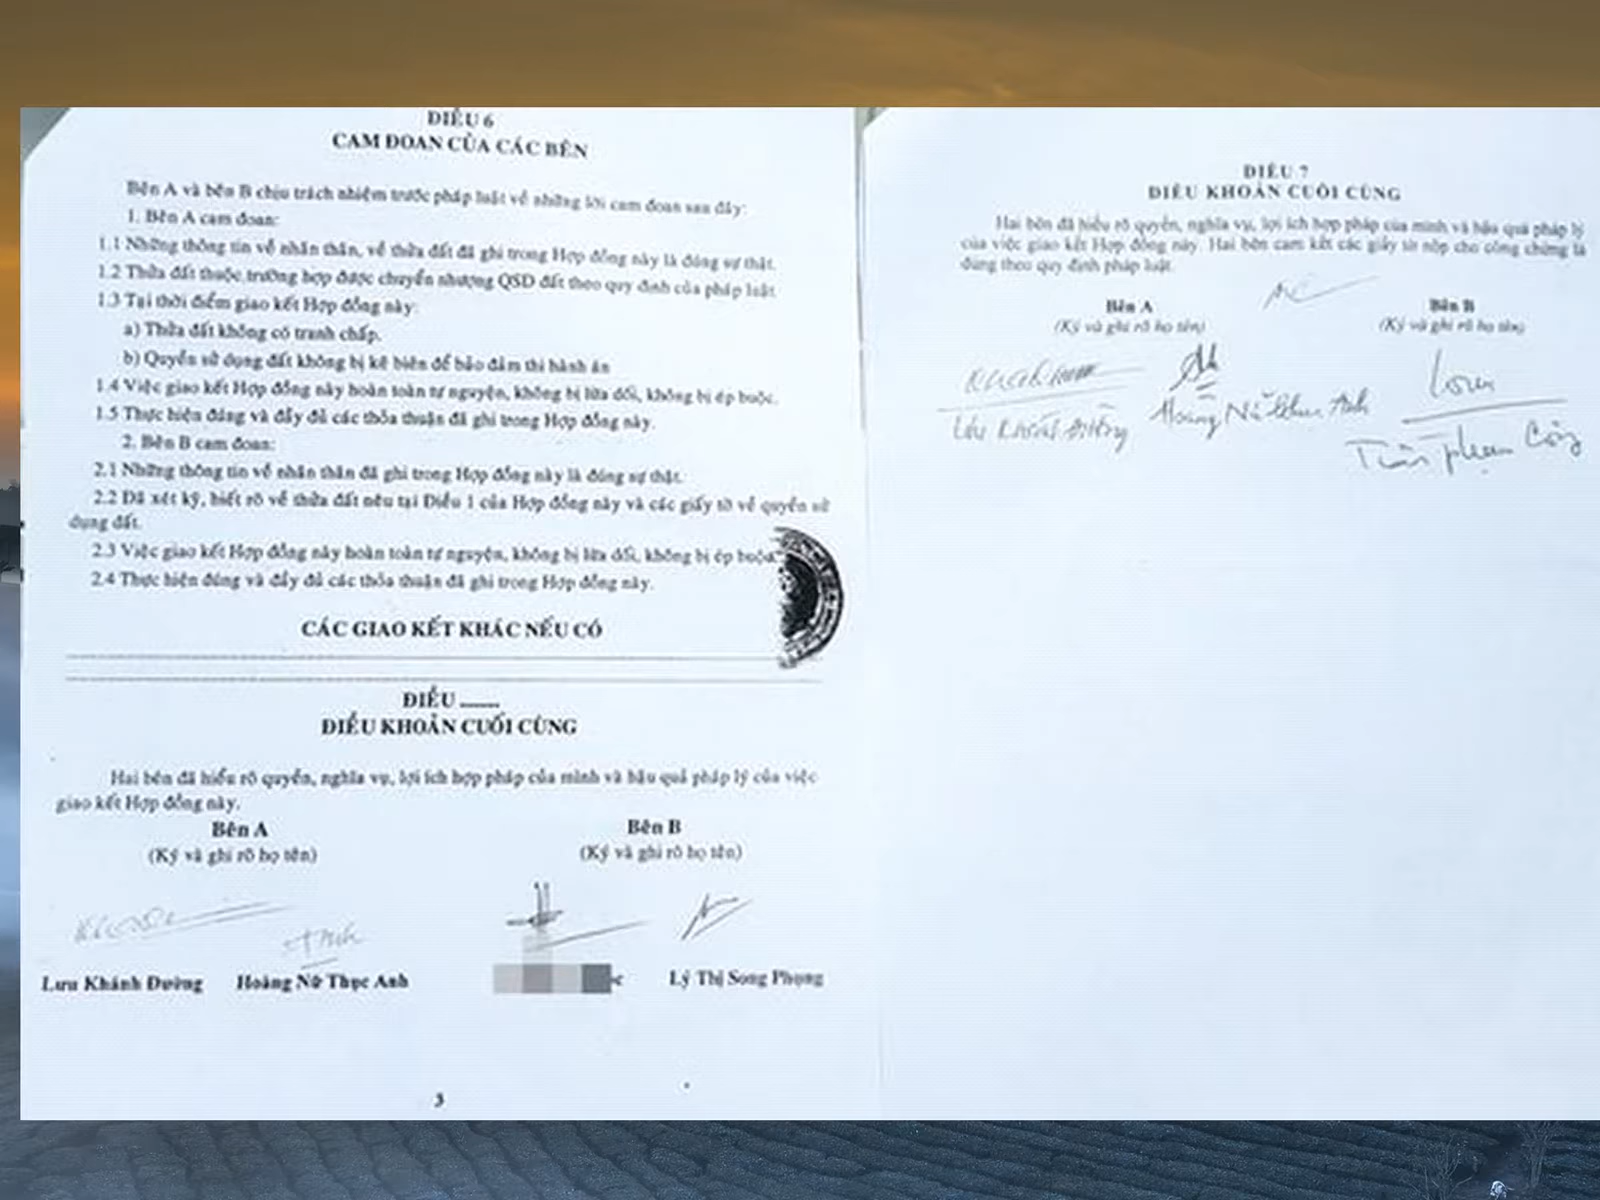 ĐIỀU 6
CAM ĐOAN CỦA CÁC BÊN
Bên A và bên B chịu trách nhiệm trước pháp luật về những lời cam đoan sau đây:
1. Bên A cam đoan:
1.1 Những thông tin về nhân thân, về thửa đất đã ghi trong Hợp đồng này là đúng sự thật.
1.2 Thửa đất thuộc trường hợp được chuyển nhượng QSD đất theo quy định của pháp luật.
1.3 Tại thời điểm giao kết Hợp đồng này:
a) Thửa đất không có tranh chấp.
b) Quyền sử dụng đất không bị kê biên để bảo đảm thi hành án
1.4 Việc giao kết Hợp đồng này hoàn toàn tự nguyện, không bị lừa dối, không bị ép buộc.
1.5 Thực hiện đúng và đầy đủ các thỏa thuận đã ghi trong Hợp đồng này.
2. Bên B cam đoan:
2.1 Những thông tin về nhân thân đã ghi trong Hợp đồng này là đúng sự thật.
2.2 Đã xét kỹ, biết rõ về thửa đất nêu tại Điều 1 của Hợp đồng này và các giấy tờ về quyền sử
dụng đất.
2.3 Việc giao kết Hợp đồng này hoàn toàn tự nguyện, không bị lừa dối, không bị ép buộc.
2.4 Thực hiện đúng và đầy đủ các thỏa thuận đã ghi trong Hợp đồng này.
CÁC GIAO KẾT KHÁC NẾU CÓ
ĐIỀU ........
ĐIỀU KHOẢN CUỐI CÙNG
Hai bên đã hiểu rõ quyền, nghĩa vụ, lợi ích hợp pháp của mình và hậu quả pháp lý của việc
giao kết Hợp đồng này.
Bên A Bên B
(Ký và ghi rõ họ tên) (Ký và ghi rõ họ tên)
Lưu Khánh Đường Hoàng Nữ Thục Anh Lý Thị Song Phụng
3
ĐIỀU 7
ĐIỀU KHOẢN CUỐI CÙNG
Hai bên đã hiểu rõ quyền, nghĩa vụ, lợi ích hợp pháp của mình và hậu quả pháp lý
của việc giao kết Hợp đồng này. Hai bên cam kết các giấy tờ nộp cho công chứng là
đúng theo quy định pháp luật.
Bên A Bên B
(Ký và ghi rõ họ tên) (Ký và ghi rõ họ tên)
Lưu Khánh Đường Hoàng Nữ Anh Trần Phạm Công